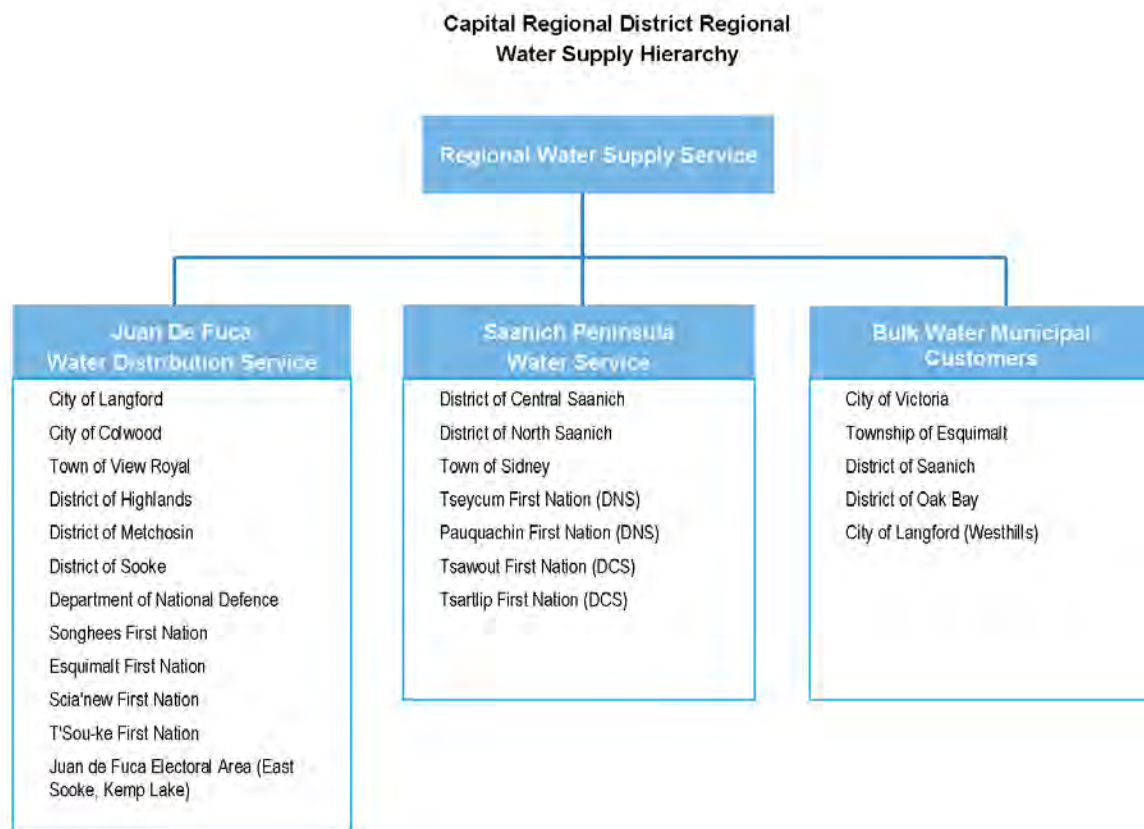 Capital Regional District Regional
Water Supply Hierarchy
Regional Water Supply Service
Juan De Fuca
Water Distribution Service
City of Langford
City of Colwood
Town of View Royal
District of Highlands
District of Metchosin
District of Sooke
Department of National Defence
Songhees First Nation
Esquimalt First Nation
Scia'new First Nation
T'Sou-ke First Nation
Juan de Fuca Electoral Area (East
Sooke, Kemp Lake)
Saanich Peninsula
Water Service
District of Central Saanich
District of North Saanich
Town of Sidney
Tseycum First Nation (DNS)
Pauquachin First Nation (DNS)
Tsawout First Nation (DCS)
Tsartlip First Nation (DCS)
Bulk Water Municipal
Customers
City of Victoria
Township of Esquimalt
District of Saanich
District of Oak Bay
City of Langford (Westhills)